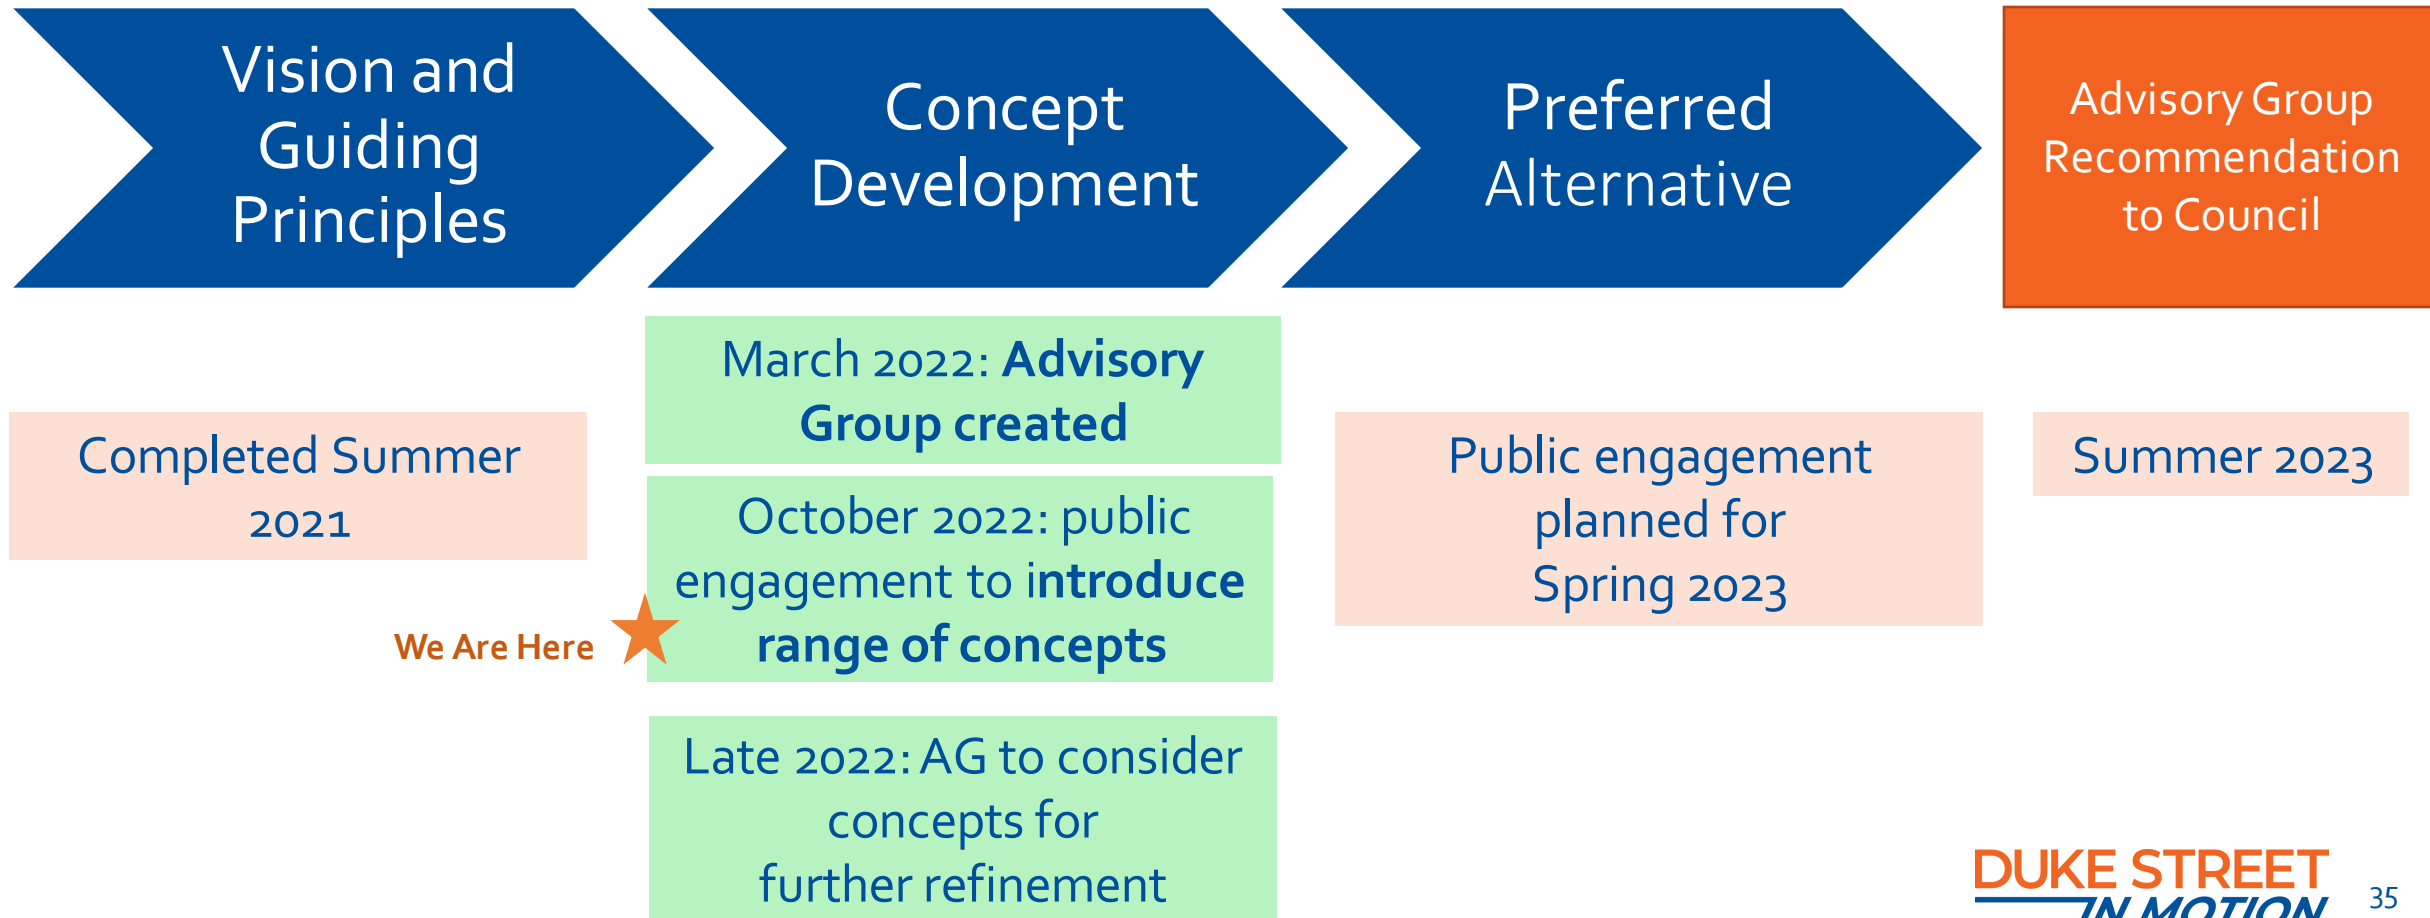 Vision and
Guiding
Principles
Concept
Development
Preferred
Alternative
Advisory Group
Recommendation
to Council
Completed Summer
2021
March 2022: Advisory
Group created
October 2022: public
engagement to introduce
range of concepts
We Are Here
Late 2022: AG to consider
concepts for
further refinement
Public engagement
planned for
Spring 2023
Summer 2023
DUKE STREET
IN MOTION
35